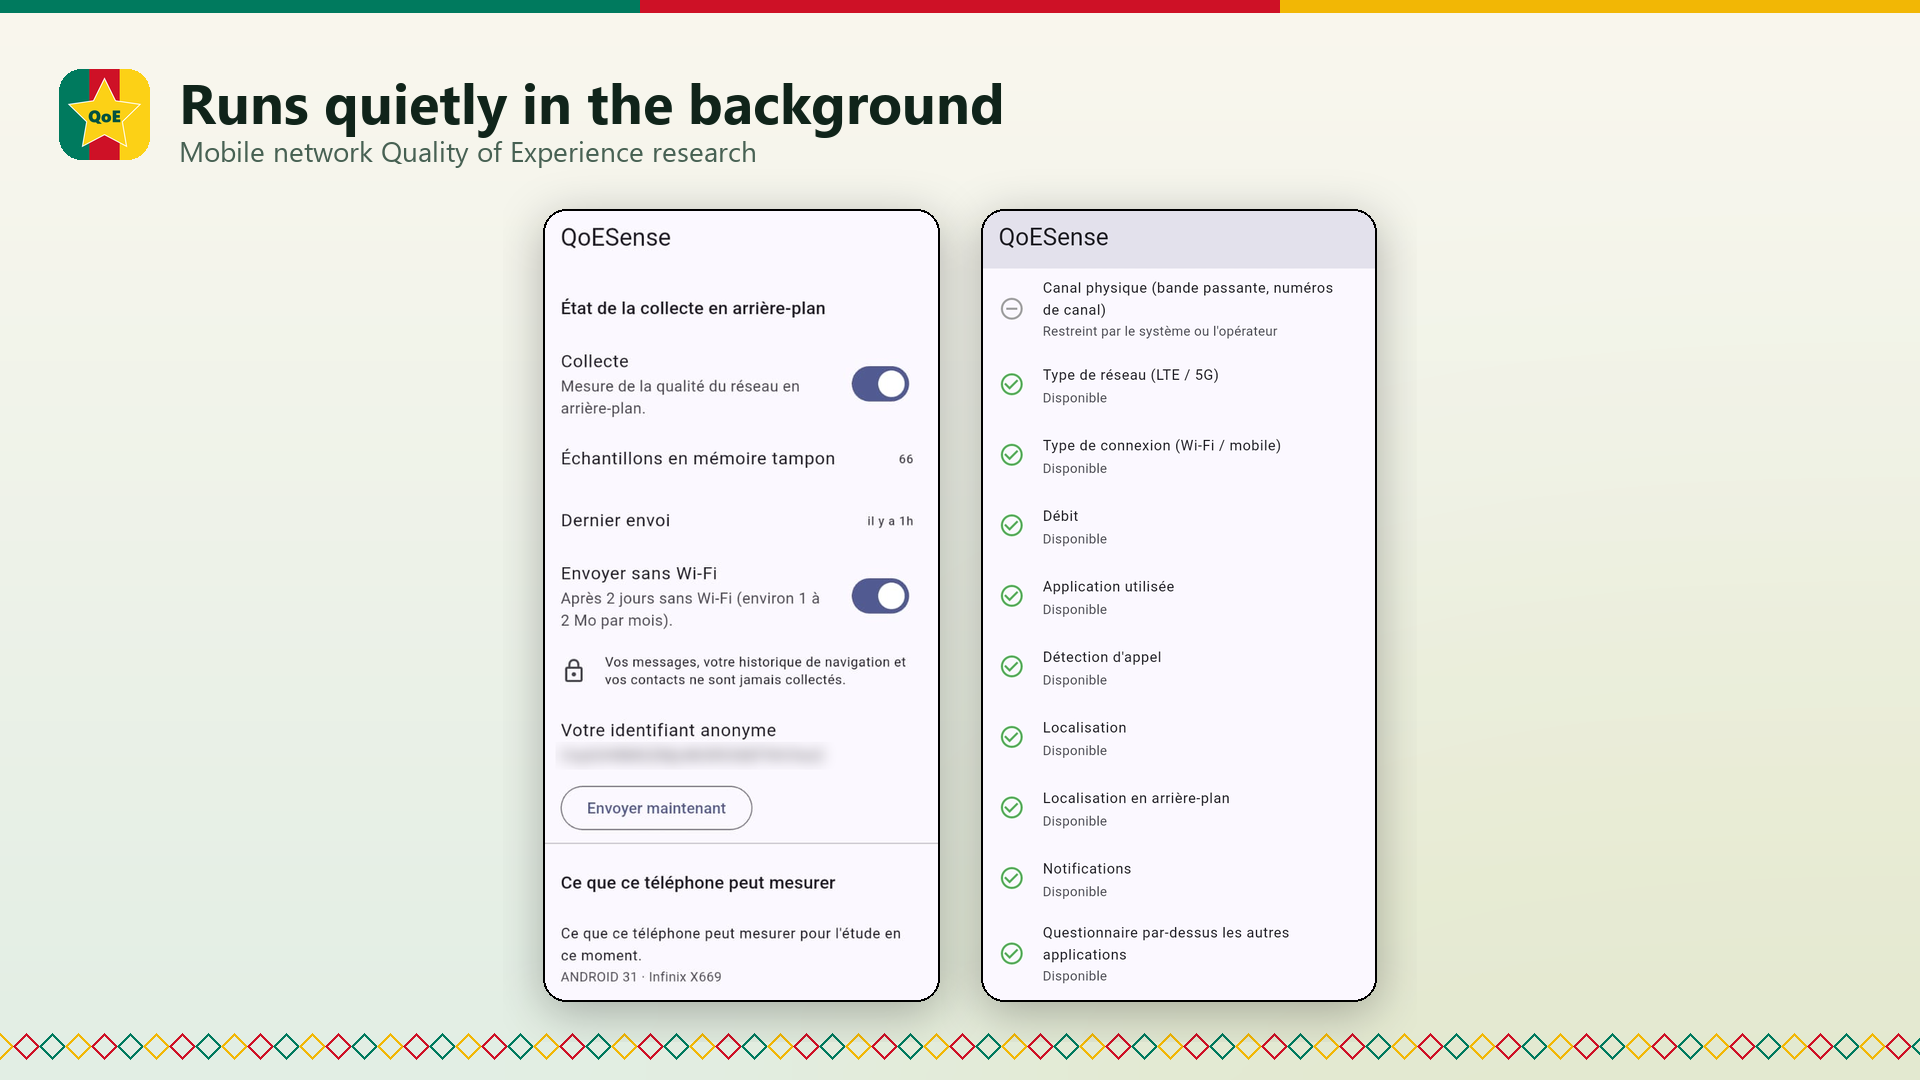 QoE
Runs quietly in the background
Mobile network Quality of Experience research
QoESense
État de la collecte en arrière-plan
Collecte
Mesure de la qualité du réseau en
arrière-plan.
Échantillons en mémoire tampon 66
Dernier envoi il y a 1h
Envoyer sans Wi-Fi
Après 2 jours sans Wi-Fi (environ 1 à
2 Mo par mois).
Vos messages, votre historique de navigation et
vos contacts ne sont jamais collectés.
Votre identifiant anonyme
Envoyer maintenant
Ce que ce téléphone peut mesurer
Ce que ce téléphone peut mesurer pour l'étude en
ce moment.
ANDROID 31 · Infinix X669
QoESense
Canal physique (bande passante, numéros
de canal)
Restreint par le système ou l'opérateur
Type de réseau (LTE / 5G)
Disponible
Type de connexion (Wi-Fi / mobile)
Disponible
Débit
Disponible
Application utilisée
Disponible
Détection d'appel
Disponible
Localisation
Disponible
Localisation en arrière-plan
Disponible
Notifications
Disponible
Questionnaire par-dessus les autres
applications
Disponible